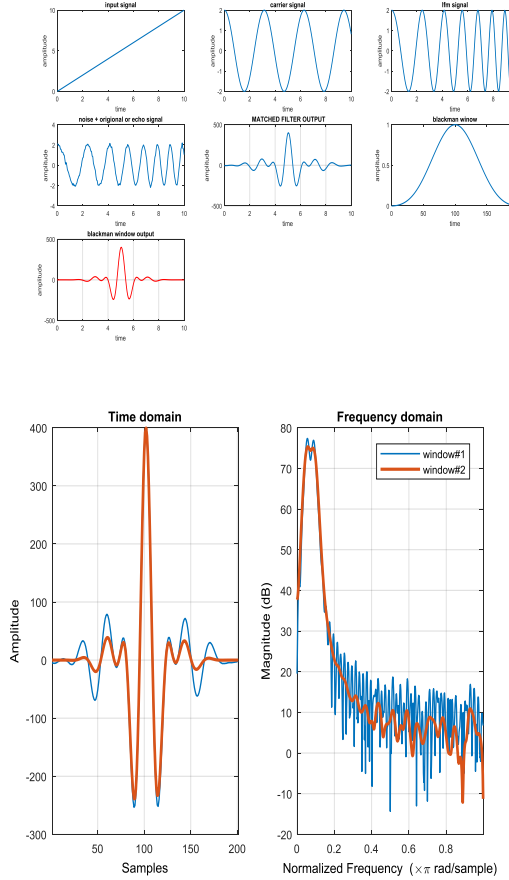 input signal
carrier signal
lfm signal
10
5
0
amplitude
0 5 10
time
2
1
0
-1
-2
amplitude
0 2 4 6 8 10
time
2
1
0
-1
-2
amplitude
0 2 4 6 8
time
noise + origional or echo signal
MATCHED FILTER OUTPUT
blackman winow
4
2
0
-2
-4
amplitude
0 2 4 6 8 10
time
500
0
-500
amplitude
0 2 4 6 8 10
time
1
0.5
0
amplitude
0 50 100 150
time
blackman window output
500
0
-500
amplitude
0 2 4 6 8 10
time
Time domain
400
300
200
100
0
-100
-200
-300
Amplitude
50 100 150 200
Samples
Frequency domain
window#1
window#2
80
70
60
50
40
30
20
10
0
-10
-20
Magnitude (dB)
0 0.2 0.4 0.6 0.8
Normalized Frequency (×π rad/sample)